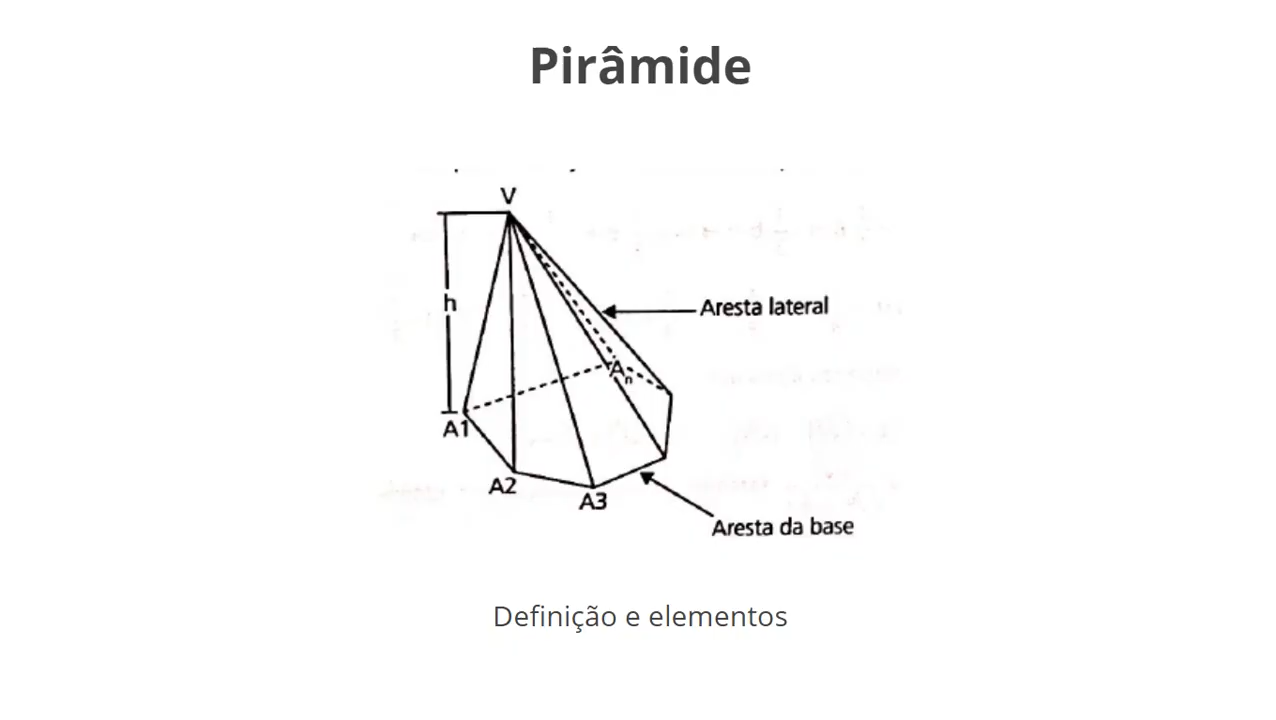 Pirâmide
V
h
Aresta lateral
An
A1
A2
A3
Aresta da base
Definição e elementos